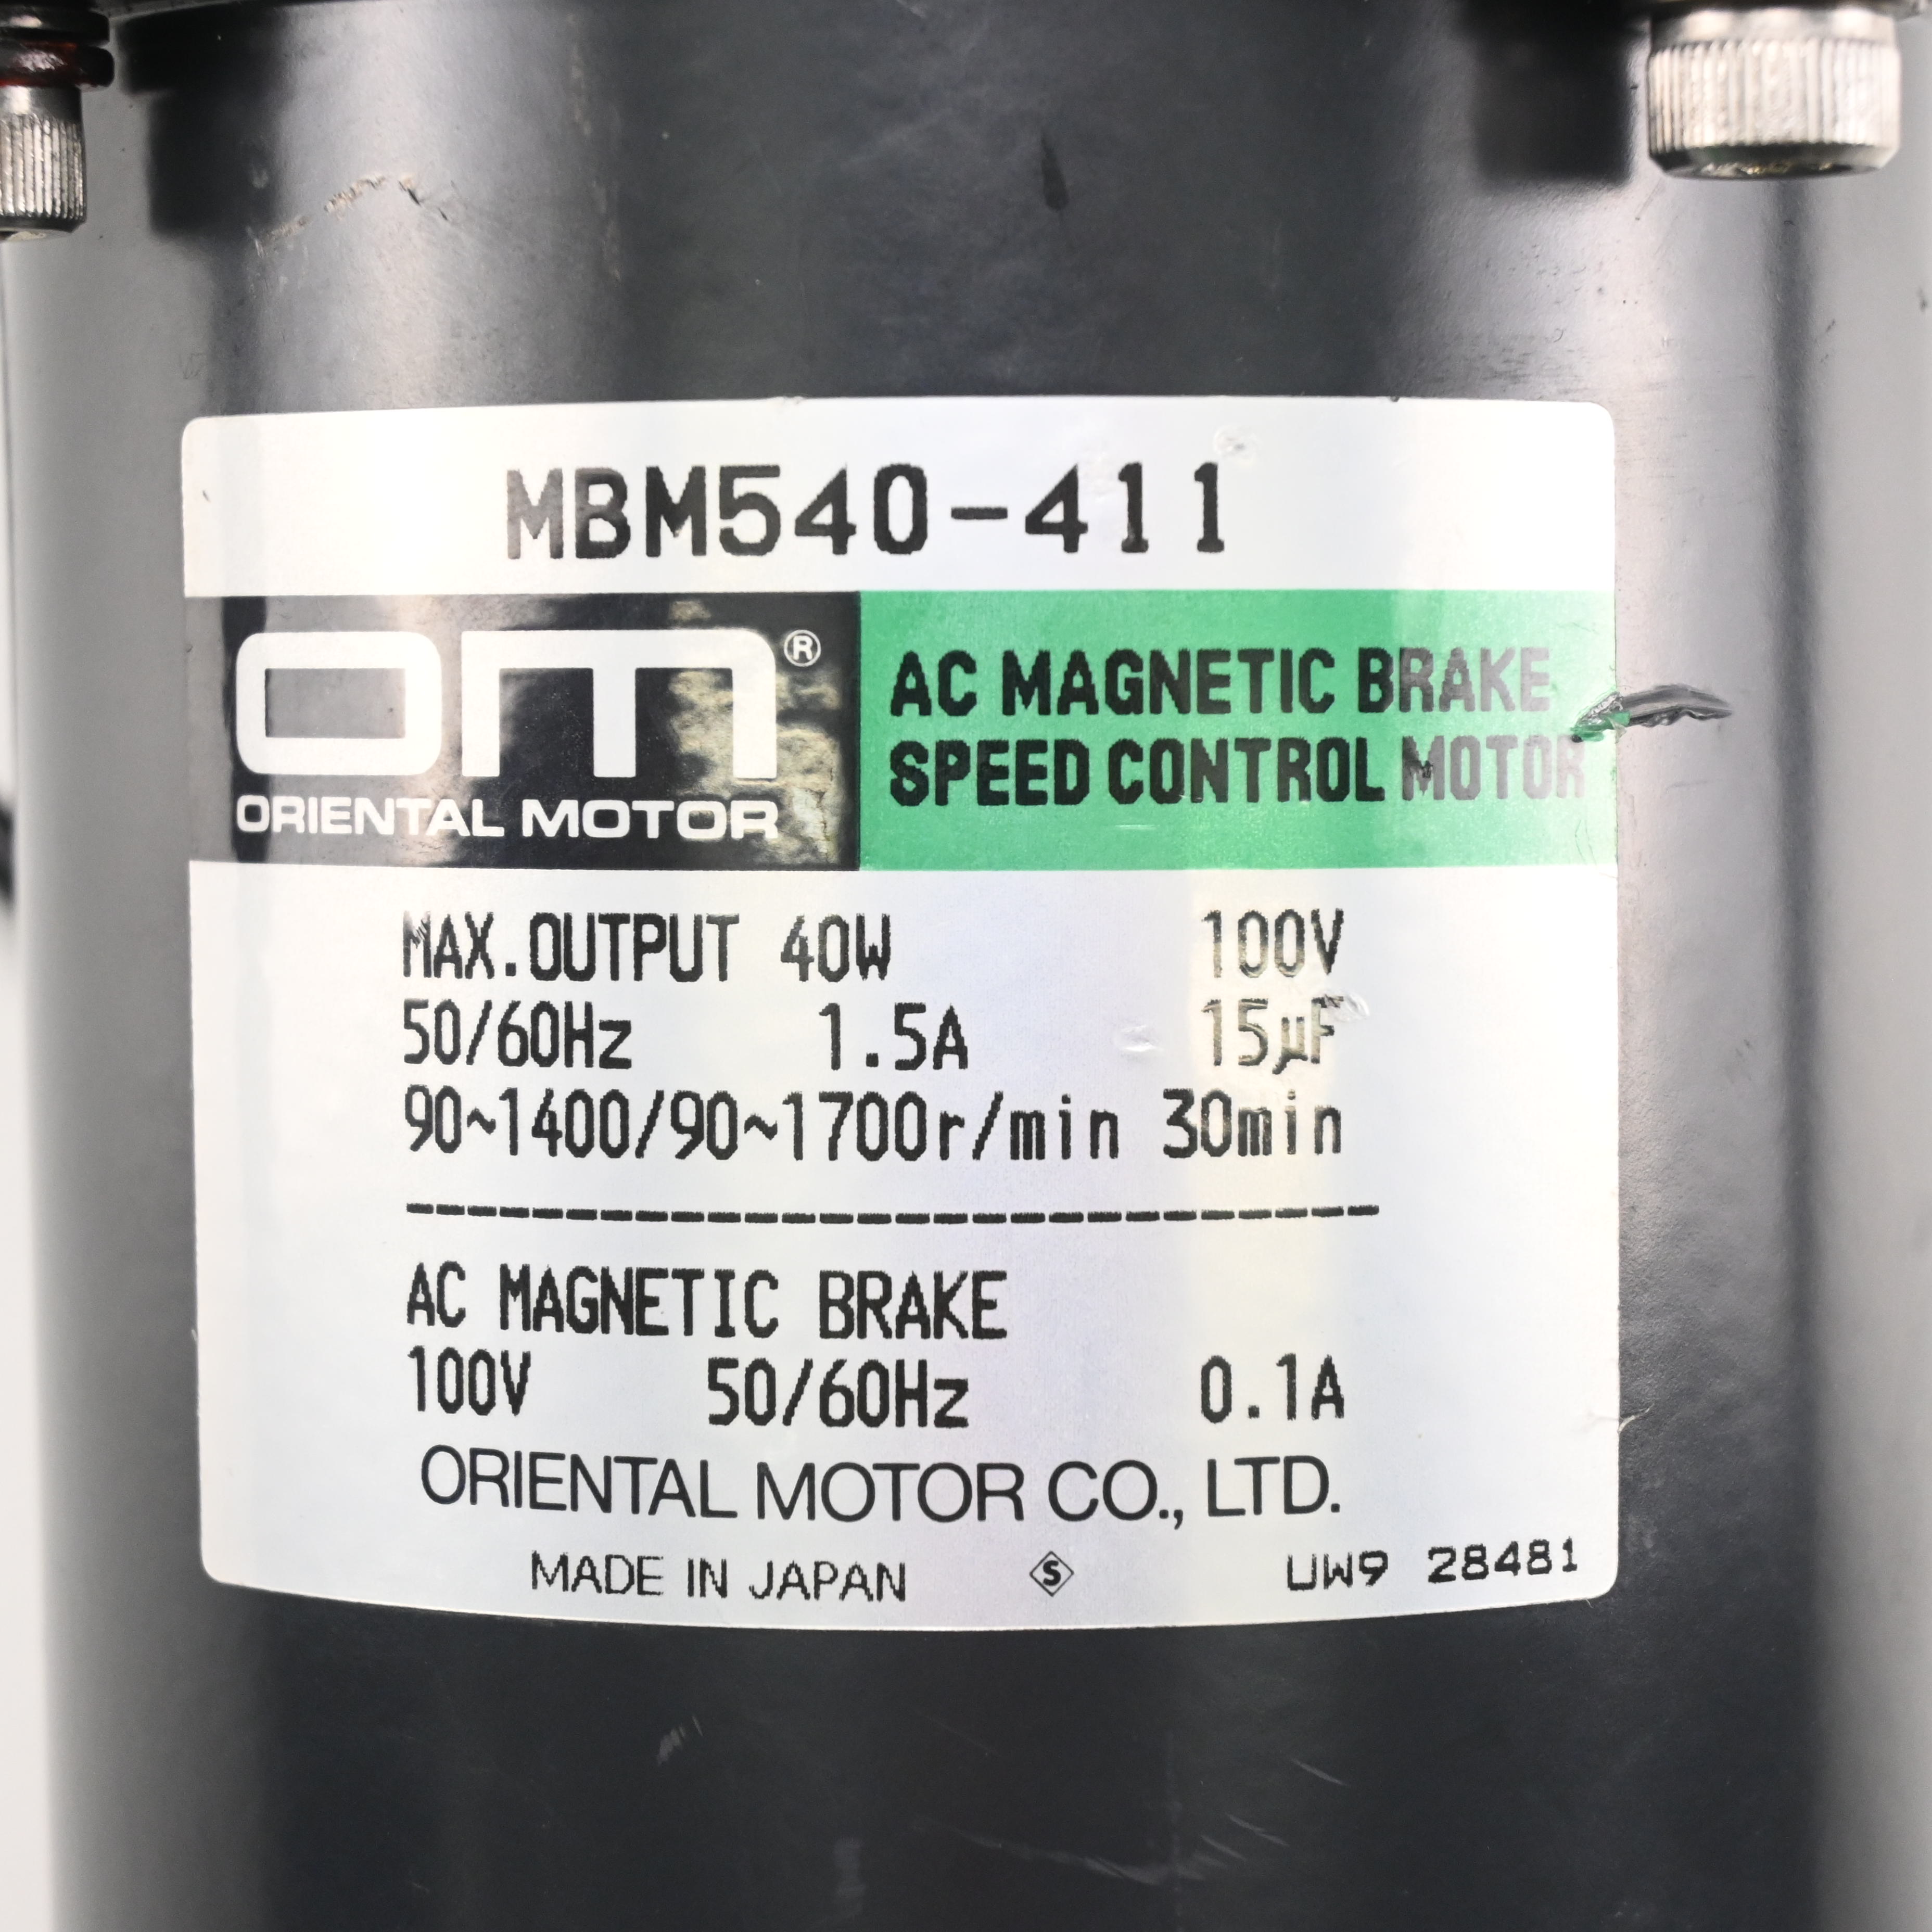 MBM540-411
om®
ORIENTAL MOTOR
AC MAGNETIC BRAKE
SPEED CONTROL MOTOR
MAX.OUTPUT 40W 100V
50/60Hz 1.5A 15μF
90~1400/90~1700r/min 30min
----------------------------
AC MAGNETIC BRAKE
100V 50/60Hz 0.1A
ORIENTAL MOTOR CO., LTD.
MADE IN JAPAN S UW9 28481